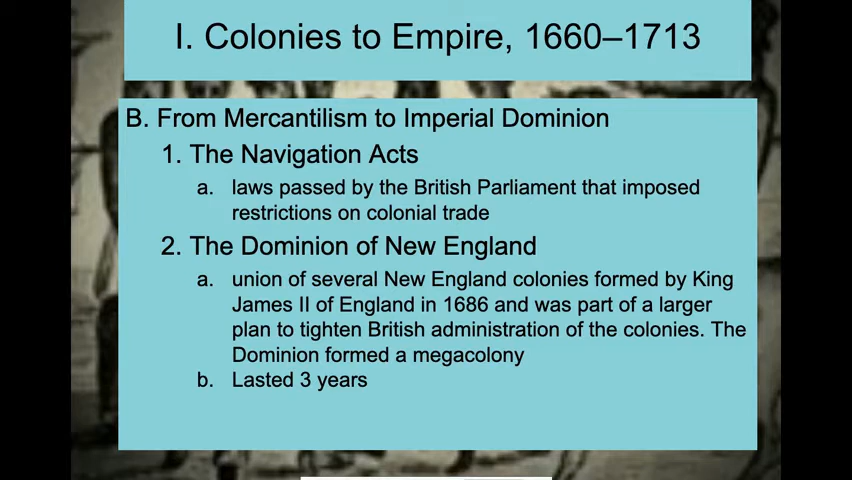 I. Colonies to Empire, 1660–1713
B. From Mercantilism to Imperial Dominion
1. The Navigation Acts
a. laws passed by the British Parliament that imposed
restrictions on colonial trade
2. The Dominion of New England
a. union of several New England colonies formed by King
James II of England in 1686 and was part of a larger
plan to tighten British administration of the colonies. The
Dominion formed a megacolony
b. Lasted 3 years